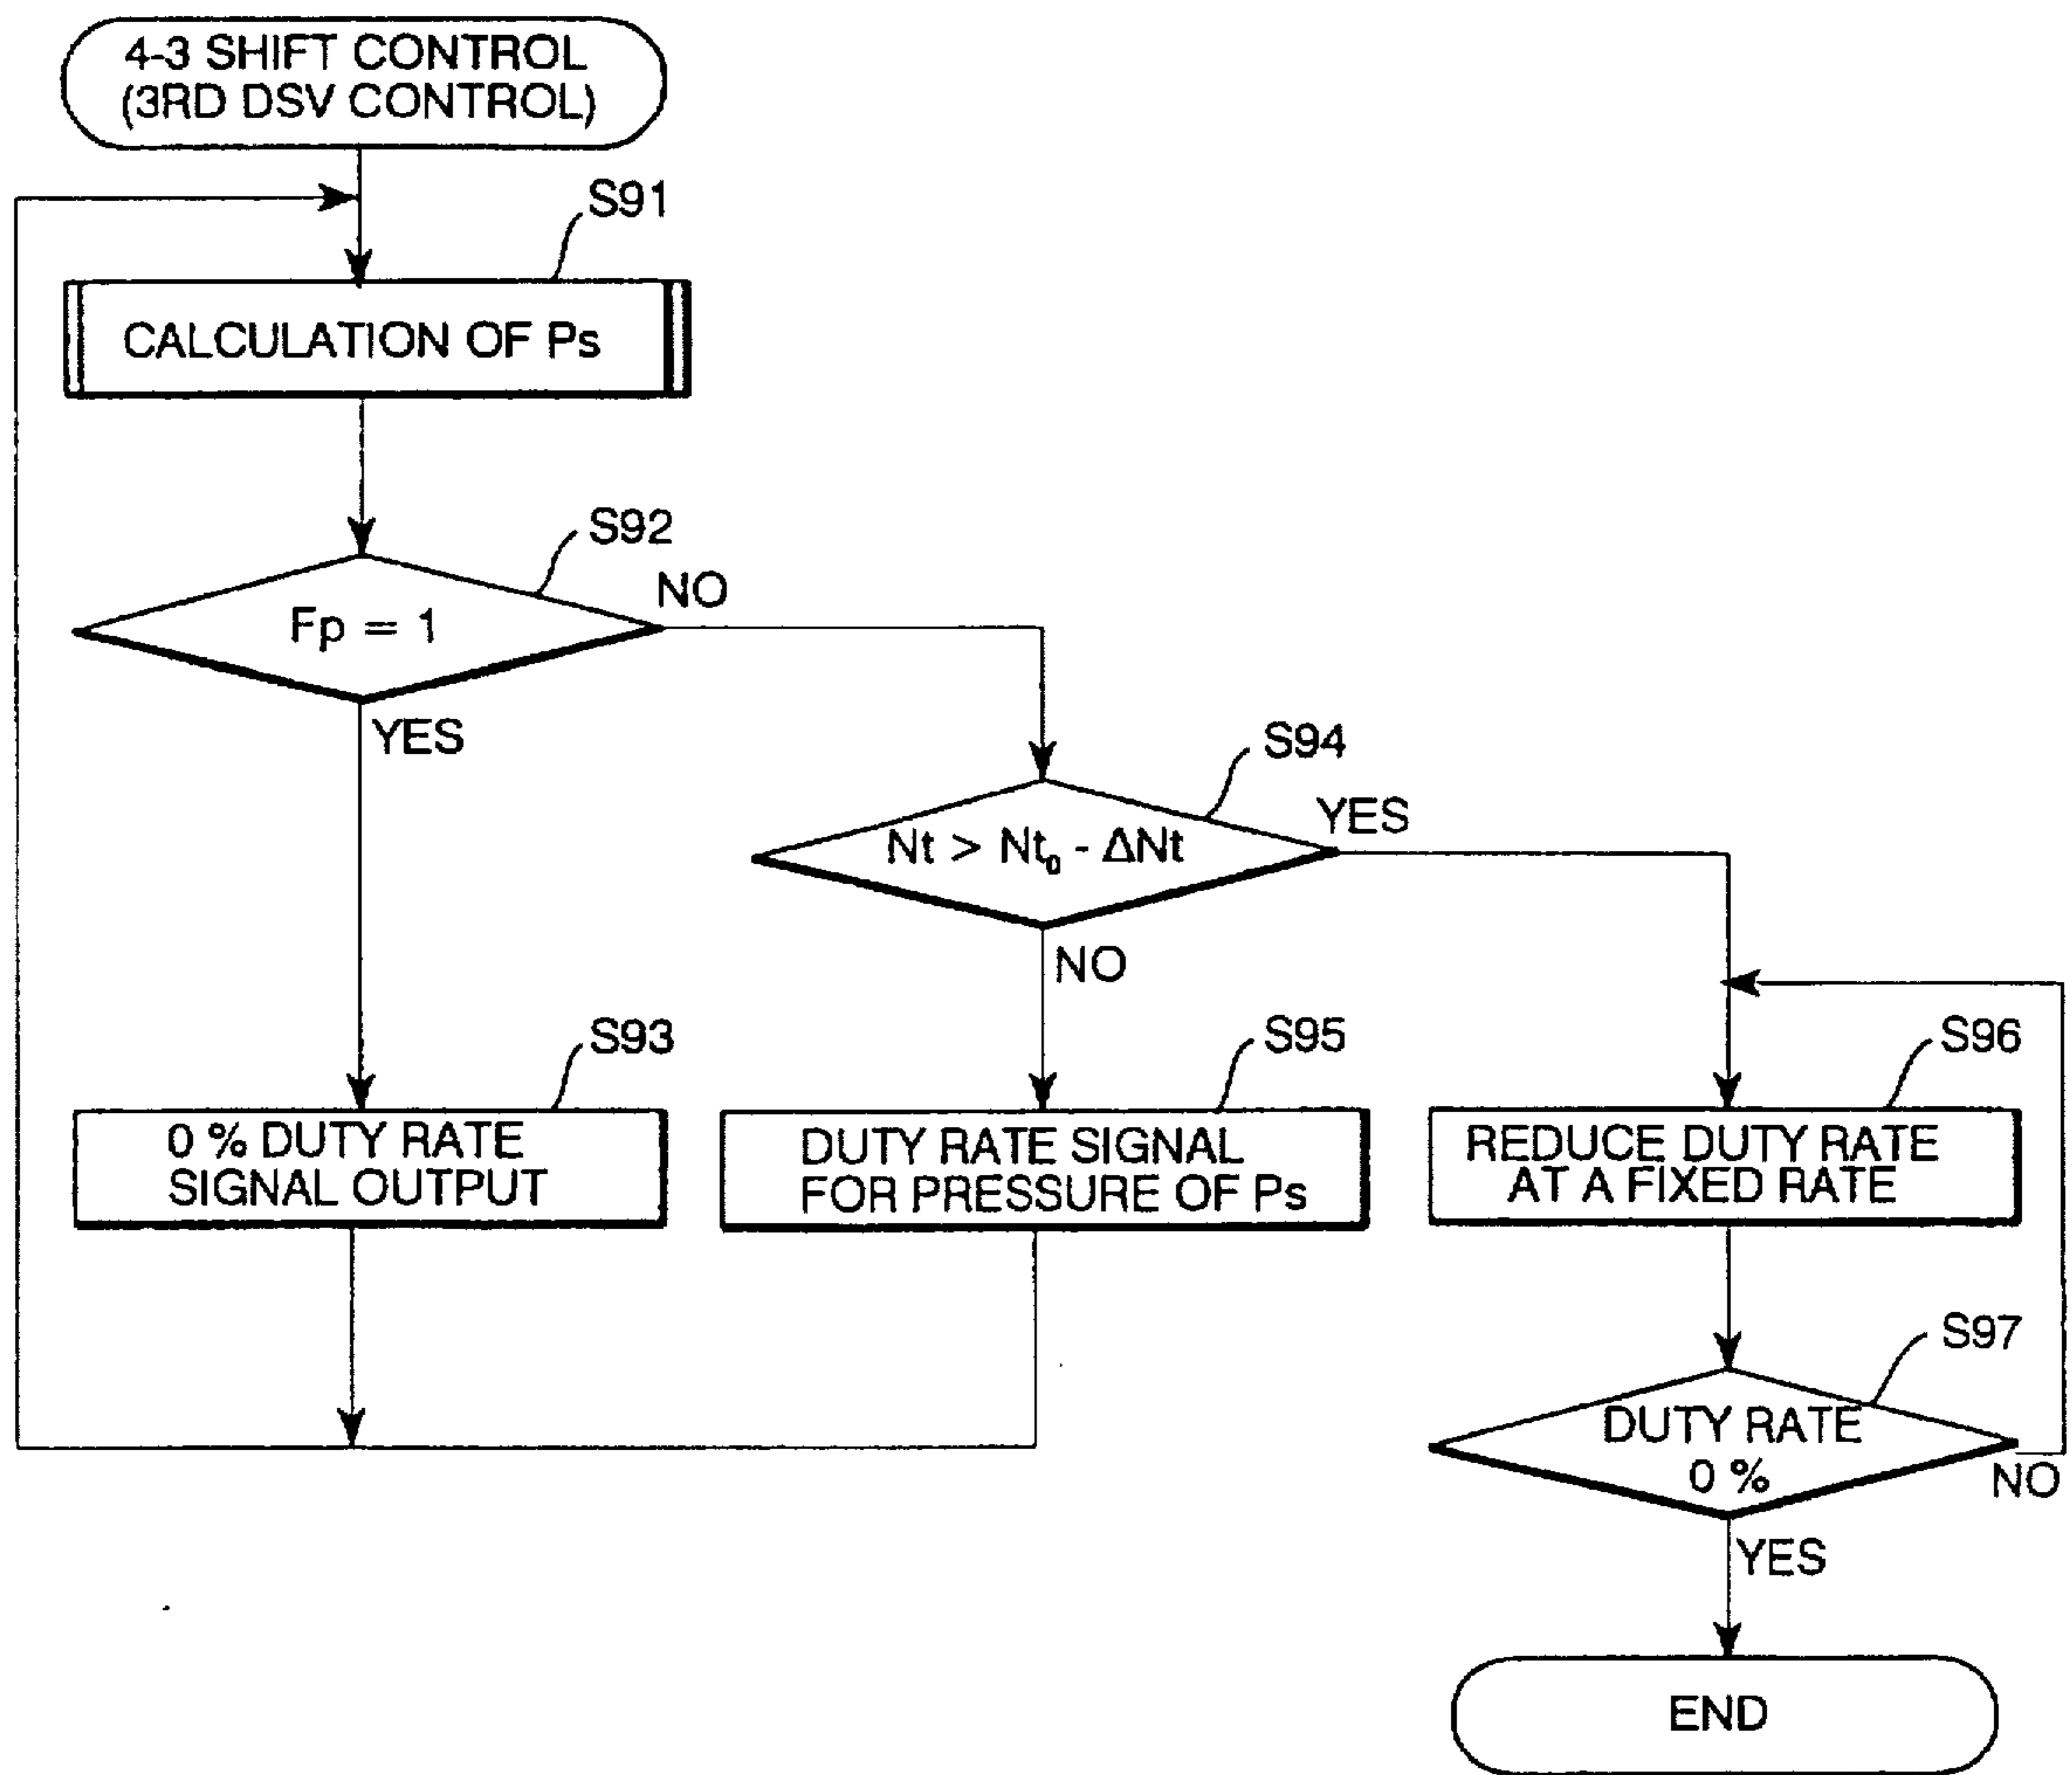 4-3 SHIFT CONTROL
(3RD DSV CONTROL)
S91
CALCULATION OF Ps
S92
NO
Fp = 1
YES
S94
YES
Nt > Nt₀ - ΔNt
NO
S93
0 % DUTY RATE
SIGNAL OUTPUT
S95
DUTY RATE SIGNAL
FOR PRESSURE OF Ps
S96
REDUCE DUTY RATE
AT A FIXED RATE
S97
DUTY RATE
0 %
NO
YES
END